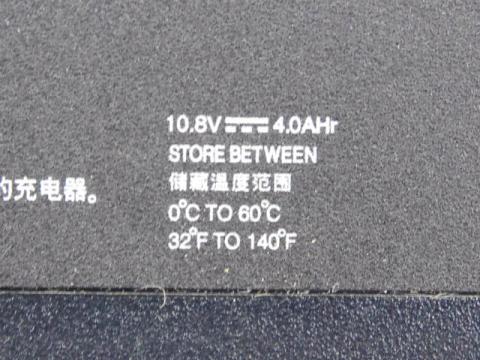 10.8V ⎓ 4.0AHr
STORE BETWEEN
储藏温度范围
的充电器。
0°C TO 60°C
32°F TO 140°F